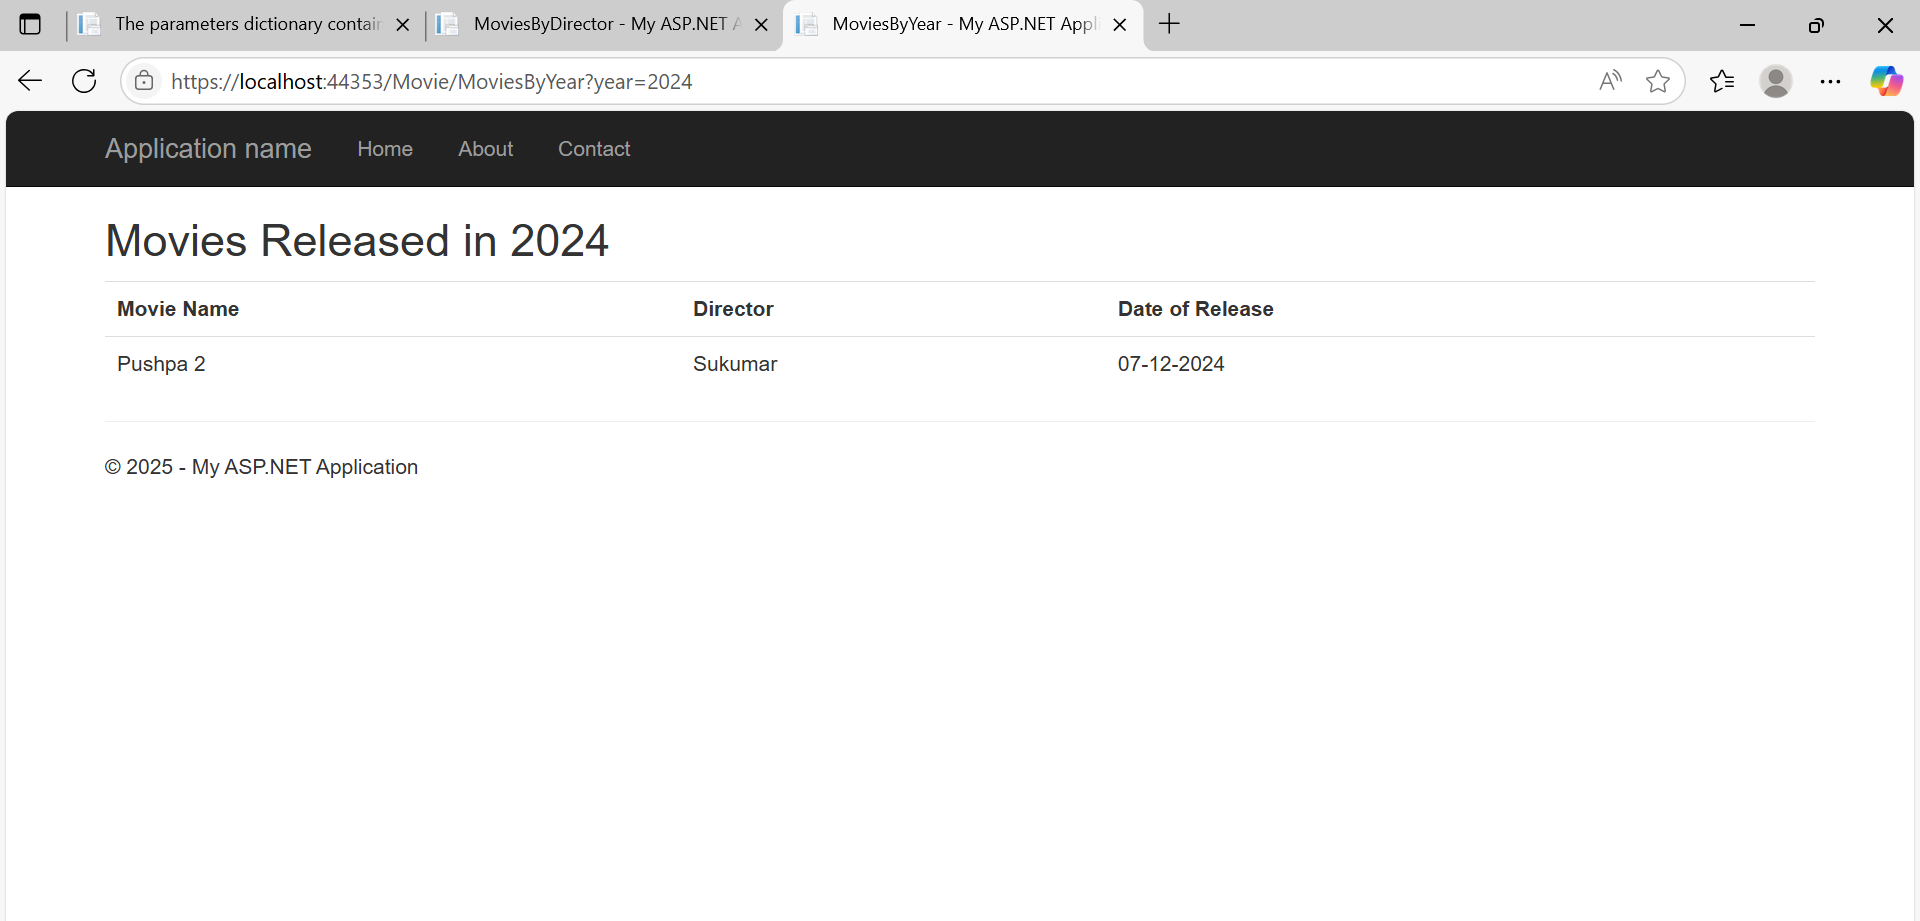 The parameters dictionary contain
MoviesByDirector - My ASP.NET A
MoviesByYear - My ASP.NET Appl
https://localhost:44353/Movie/MoviesByYear?year=2024
Application name Home About Contact
Movies Released in 2024
Movie Name Director Date of Release
Pushpa 2 Sukumar 07-12-2024
© 2025 - My ASP.NET Application